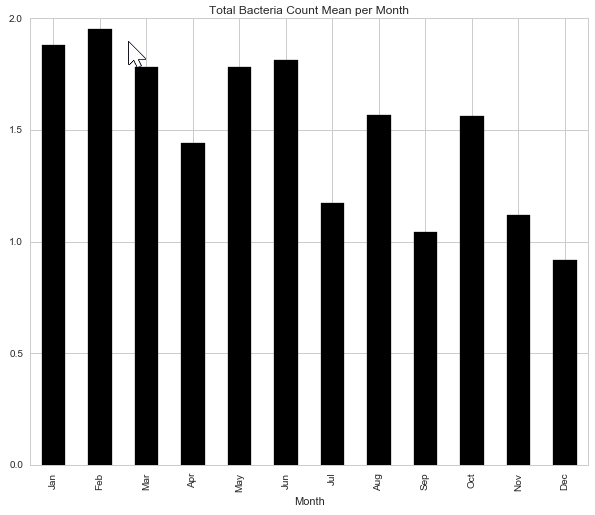 Total Bacteria Count Mean per Month
2.0
1.5
1.0
0.5
0.0
Jan
Feb
Mar
Apr
May
Jun
Jul
Aug
Sep
Oct
Nov
Dec
Month